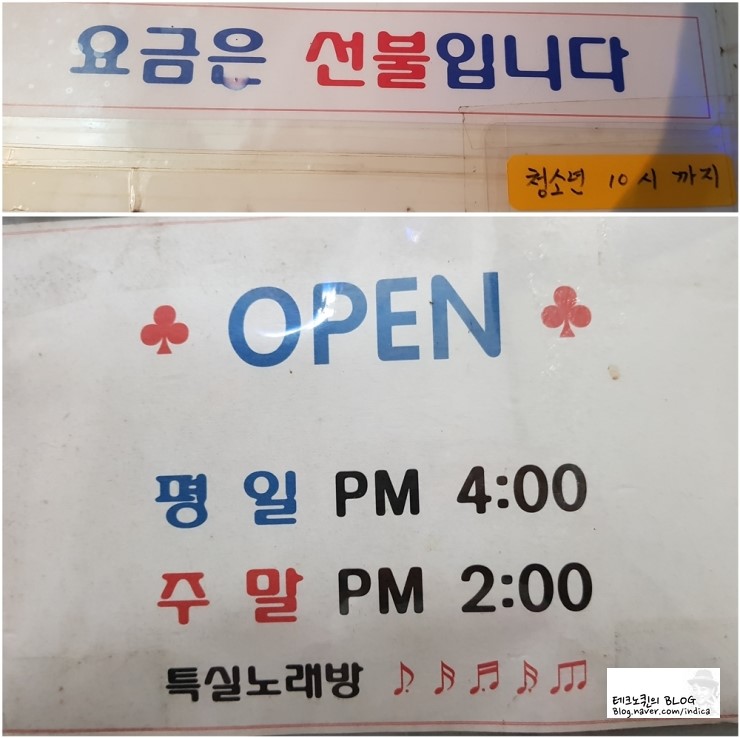 요금은 선불입니다
청소년 10시 까지
♣ OPEN ♣
평일 PM 4:00
주말 PM 2:00
특실노래방
테크노퀸의 BLOG
Blog.naver.com/indica